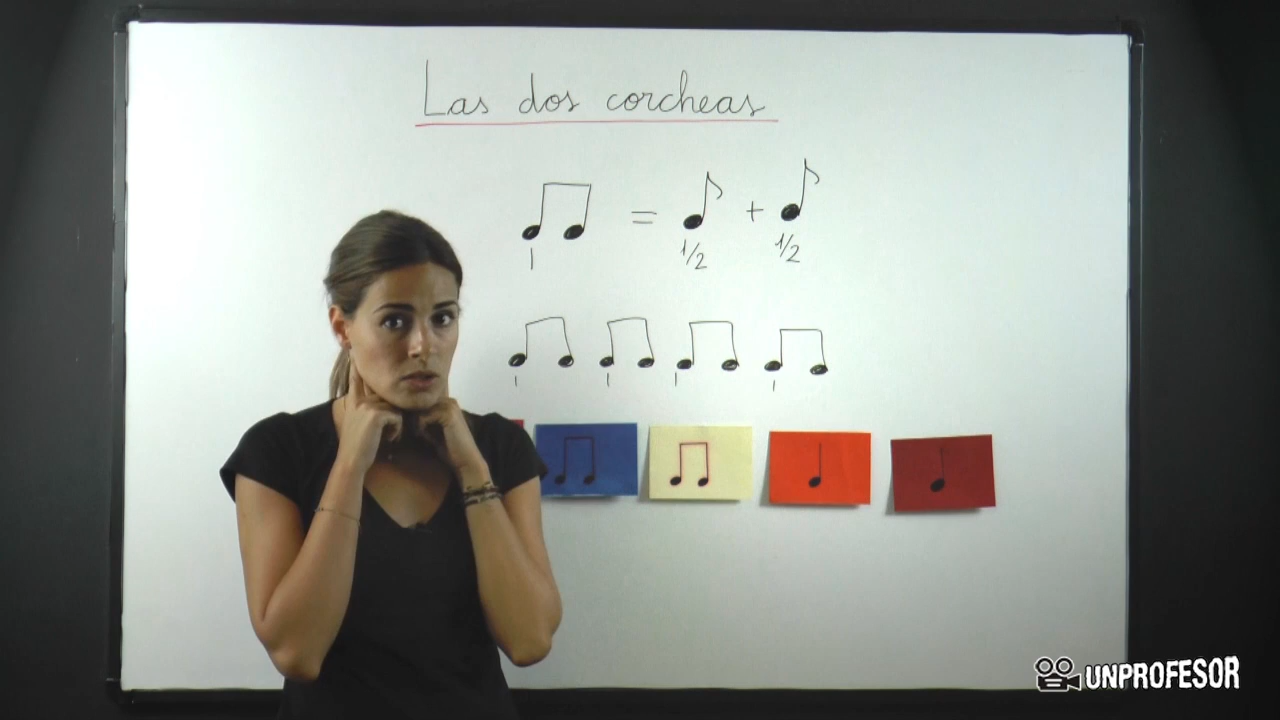 Las dos corcheas
= +
1 1/2 1/2
1 1 1 1
UNPROFESOR